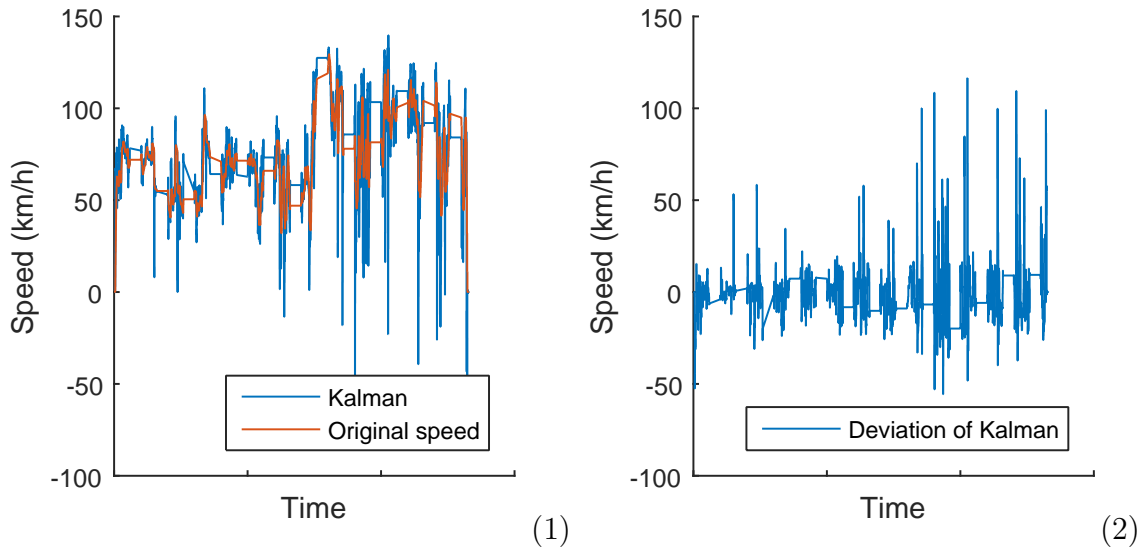 150
100
50
0
-50
-100
Speed (km/h)
Time
Kalman
Original speed
(1)
150
100
50
0
-50
-100
Speed (km/h)
Time
Deviation of Kalman
(2)